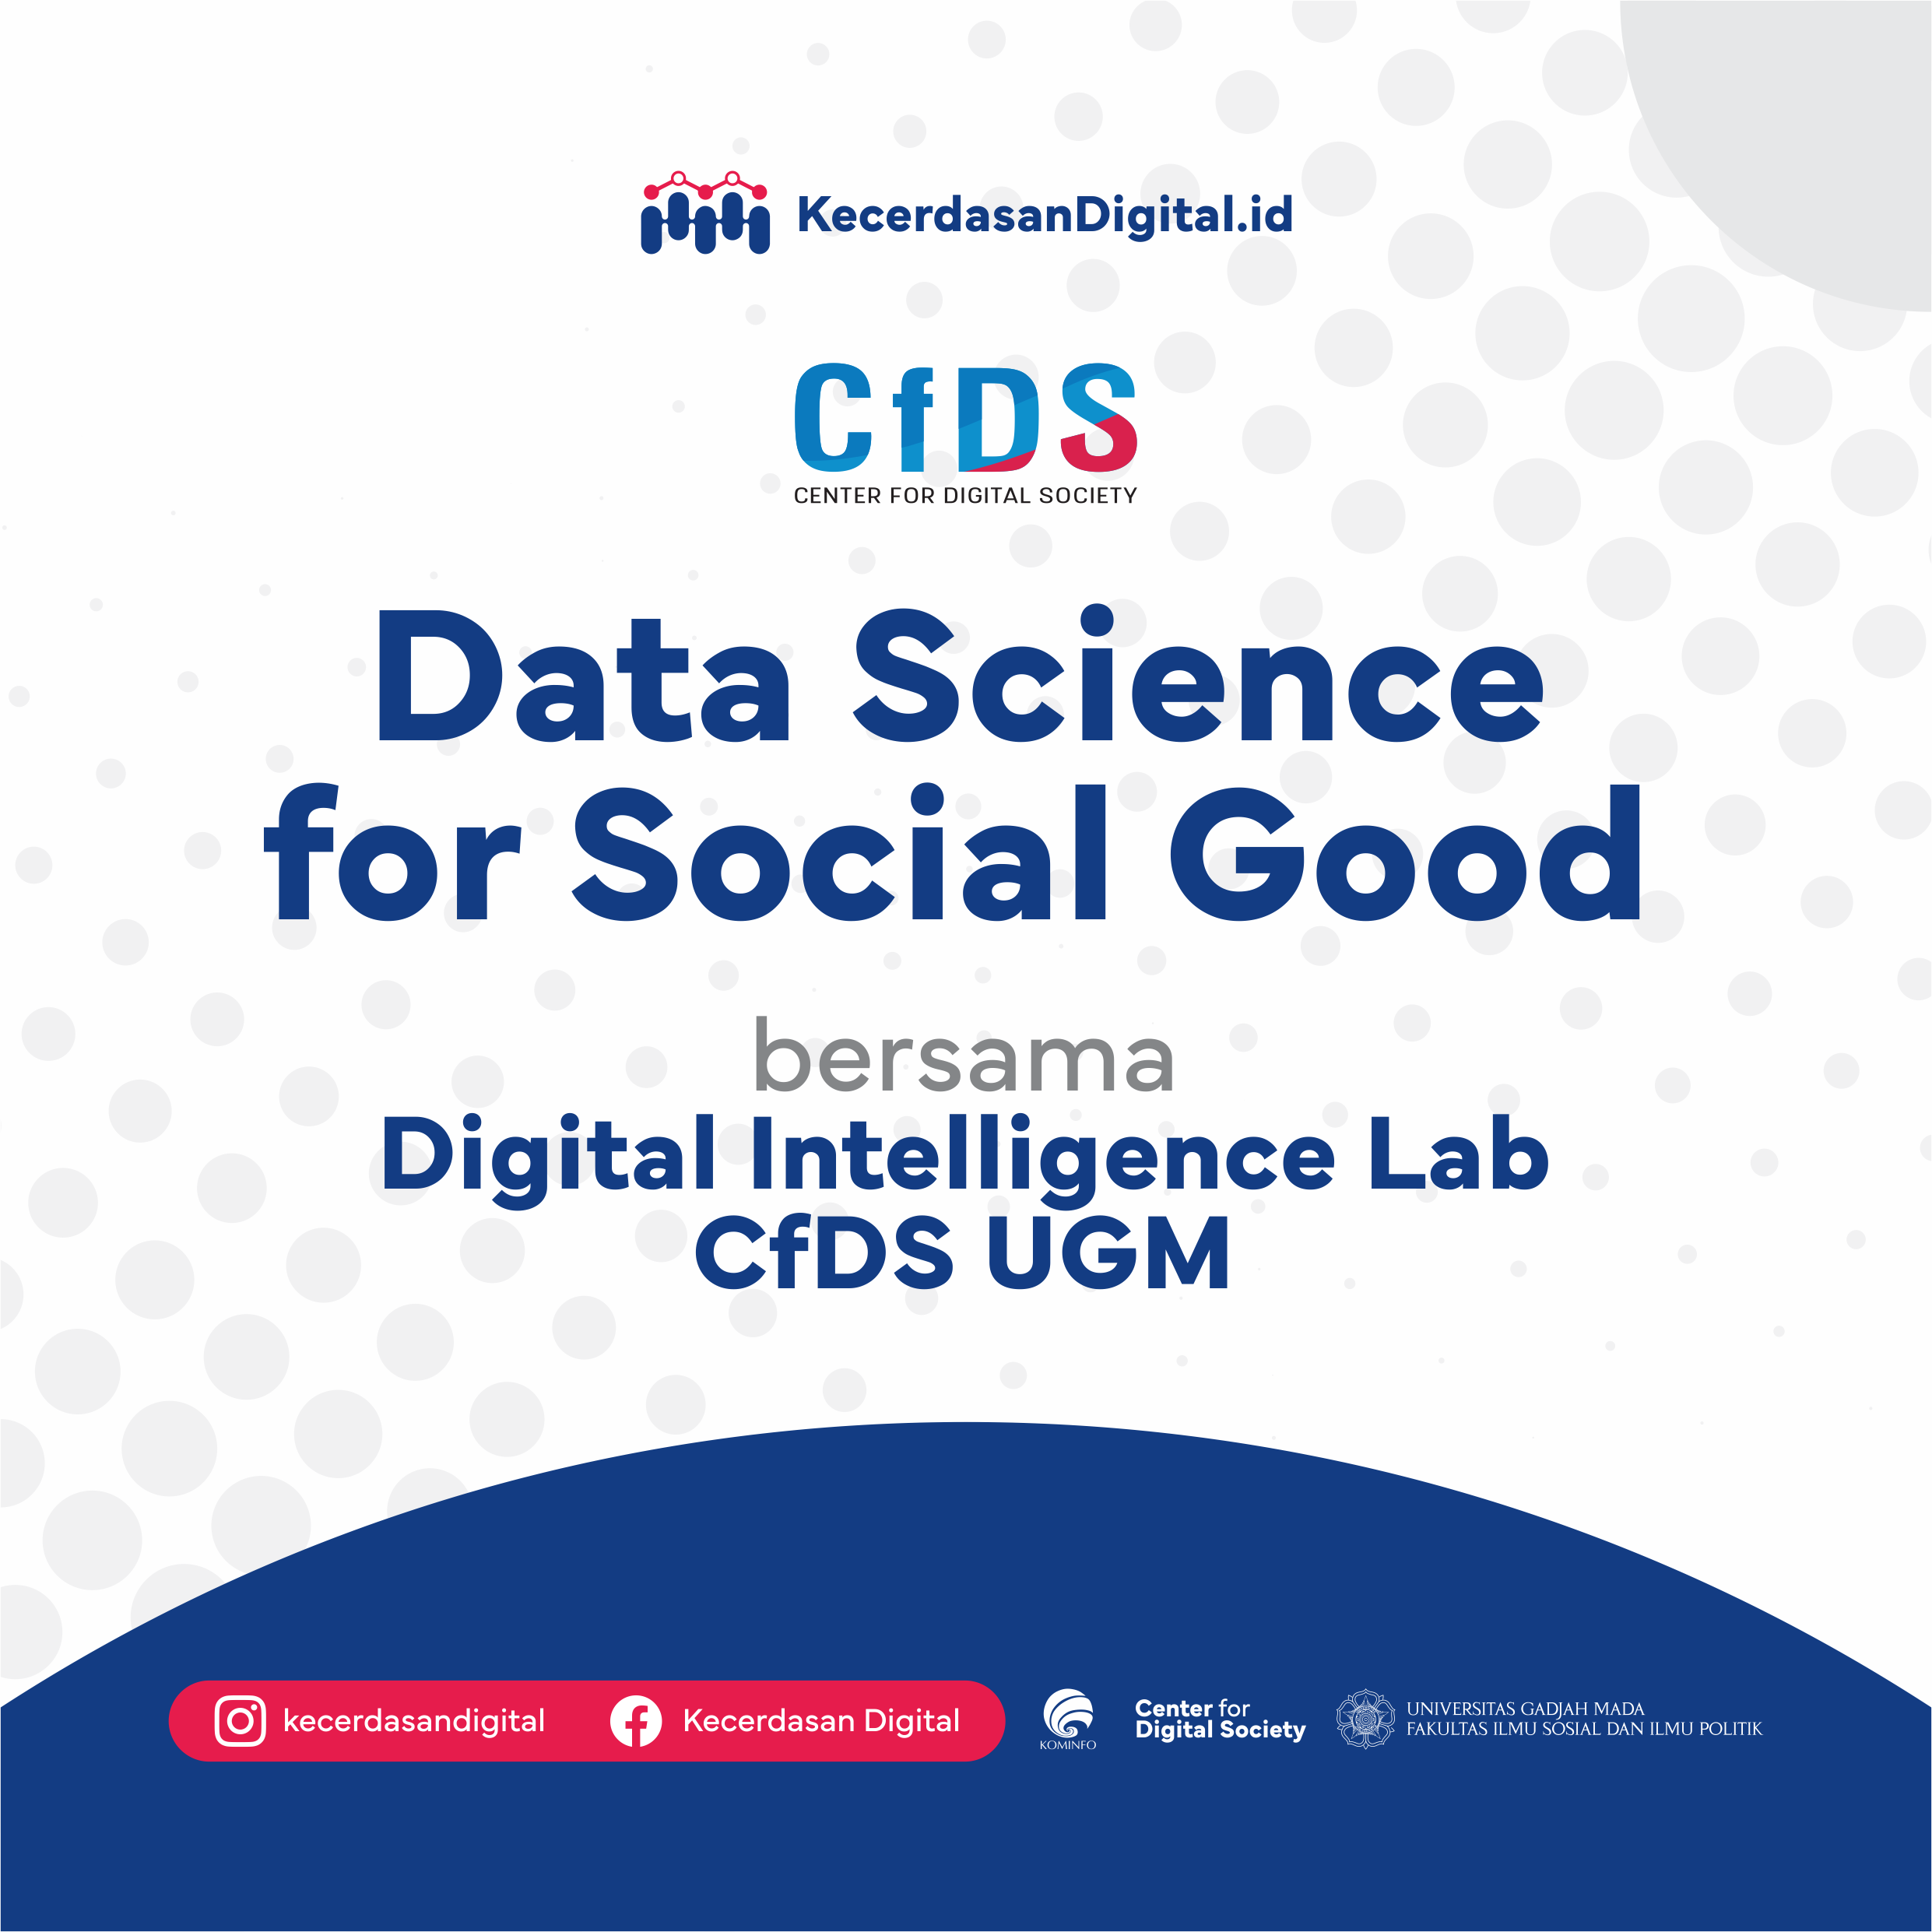 KecerdasanDigital.id
CfDS
CENTER FOR DIGITAL SOCIETY
Data Science
for Social Good
bersama
Digital Intelligence Lab
CfDS UGM
kecerdasandigital
Kecerdasan Digital
KOMINFO
Center for
Digital Society
UNIVERSITAS GADJAH MADA
FAKULTAS ILMU SOSIAL DAN ILMU POLITIK